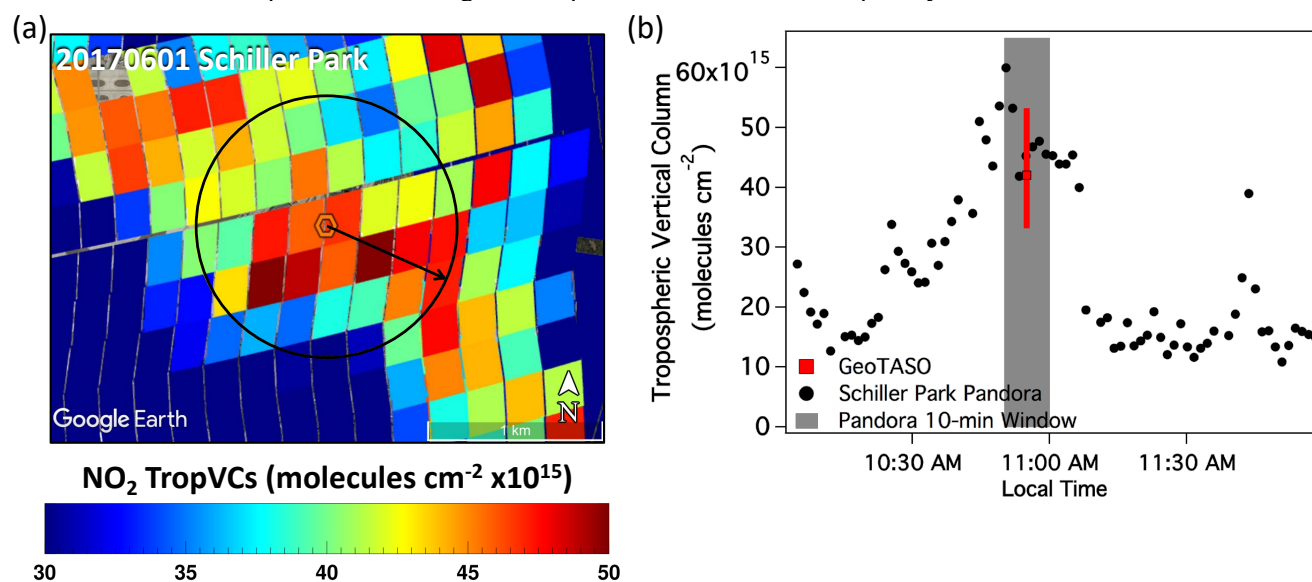 (a)
20170601 Schiller Park
Google Earth
N
1 km
NO₂ TropVCs (molecules cm⁻² x10¹⁵)
30 35 40 45 50
(b)
Tropospheric Vertical Column
(molecules cm⁻²)
60x10¹⁵
50
40
30
20
10
0
GeoTASO
Schiller Park Pandora
Pandora 10-min Window
10:30 AM 11:00 AM 11:30 AM
Local Time